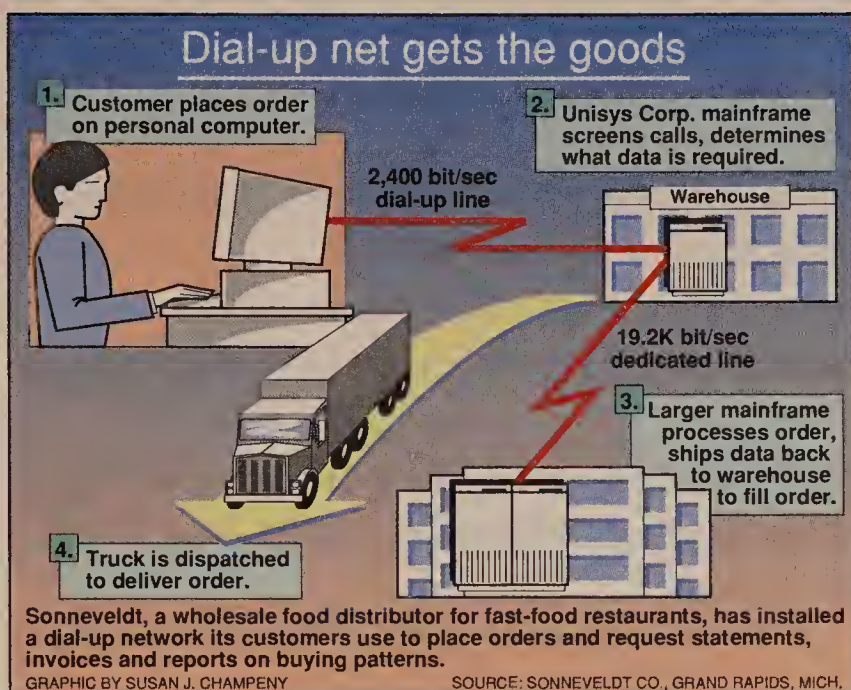 Dial-up net gets the goods
1. Customer places order
on personal computer.
2,400 bit/sec
dial-up line
2. Unisys Corp. mainframe
screens calls, determines
what data is required.
Warehouse
19.2K bit/sec
dedicated line
3. Larger mainframe
processes order,
ships data back
to warehouse
to fill order.
4. Truck is dispatched
to deliver order.
Sonneveldt, a wholesale food distributor for fast-food restaurants, has installed
a dial-up network its customers use to place orders and request statements,
invoices and reports on buying patterns.
GRAPHIC BY SUSAN J. CHAMPENY
SOURCE: SONNEVELDT CO., GRAND RAPIDS, MICH.